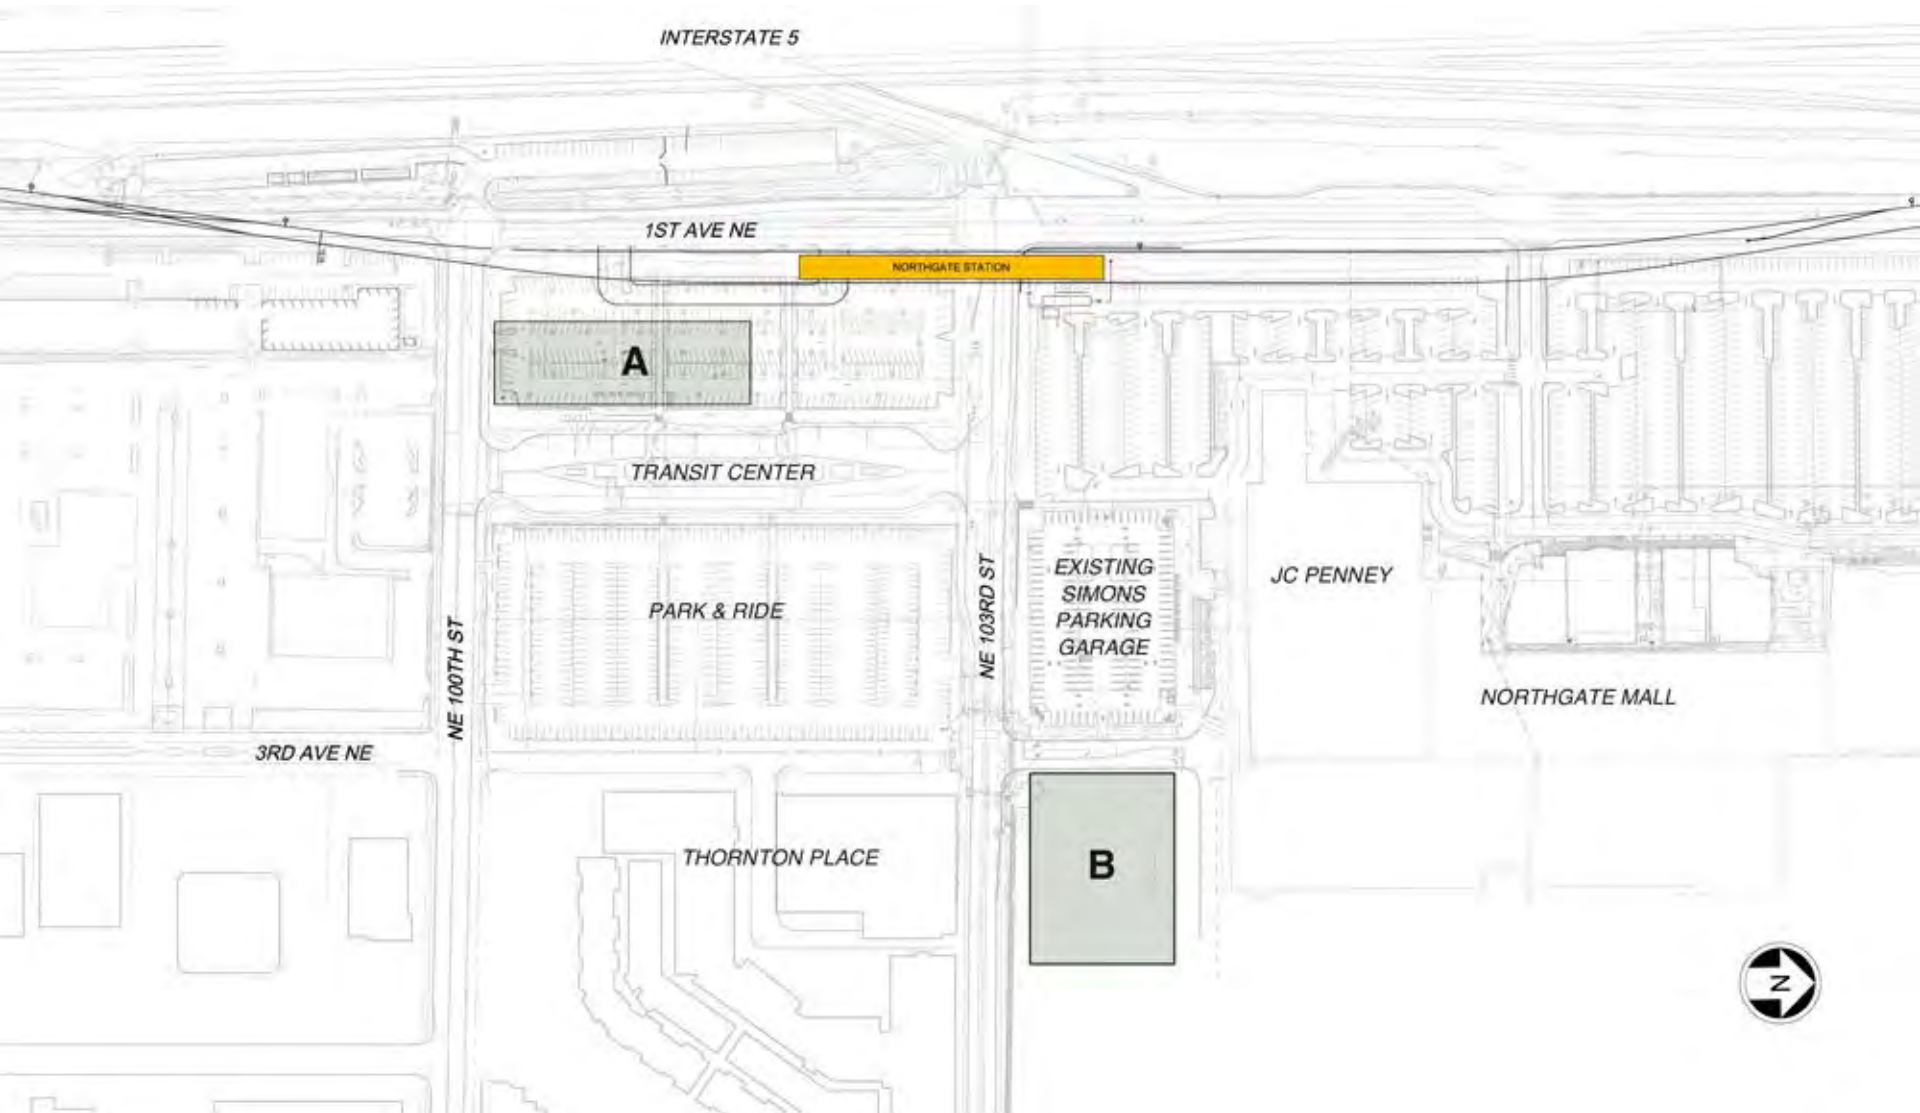 INTERSTATE 5
1ST AVE NE
NORTHGATE STATION
A
TRANSIT CENTER
PARK & RIDE
NE 100TH ST
NE 103RD ST
EXISTING
SIMONS
PARKING
GARAGE
JC PENNEY
NORTHGATE MALL
3RD AVE NE
THORNTON PLACE
B
N